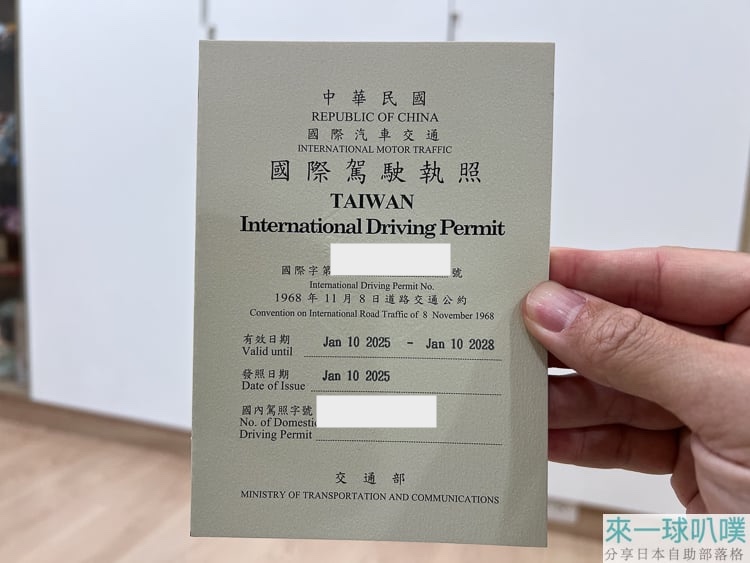 中華民國
REPUBLIC OF CHINA
國際汽車交通
INTERNATIONAL MOTOR TRAFFIC
國際駕駛執照
TAIWAN
International Driving Permit
國際字第 號
International Driving Permit No.
1968 年 11 月 8 日道路交通公約
Convention on International Road Traffic of 8 November 1968
有效日期
Valid until Jan 10 2025 - Jan 10 2028
發照日期
Date of Issue Jan 10 2025
國內駕照字號
No. of Domestic
Driving Permit
交通部
MINISTRY OF TRANSPORTATION AND COMMUNICATIONS
來一球叭噗
分享日本自助部落格